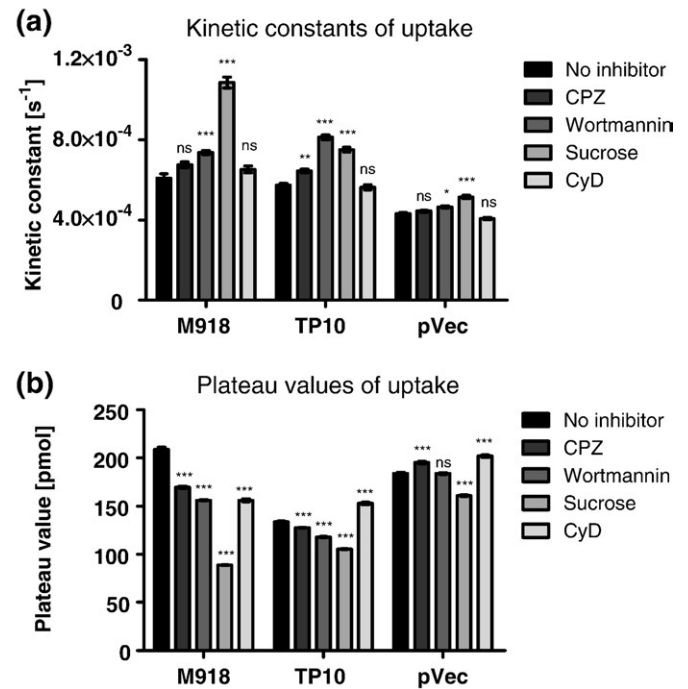 (a)
Kinetic constants of uptake
Kinetic constant [s⁻¹]
1.2×10⁻³
8.0×10⁻⁴
4.0×10⁻⁴
0
ns
***
***
ns
**
***
***
ns
ns
*
***
ns
M918 TP10 pVec
No inhibitor
CPZ
Wortmannin
Sucrose
CyD
(b)
Plateau values of uptake
Plateau value [pmol]
250
200
150
100
50
0
***
***
***
***
***
***
***
***
***
ns
***
***
M918 TP10 pVec
No inhibitor
CPZ
Wortmannin
Sucrose
CyD